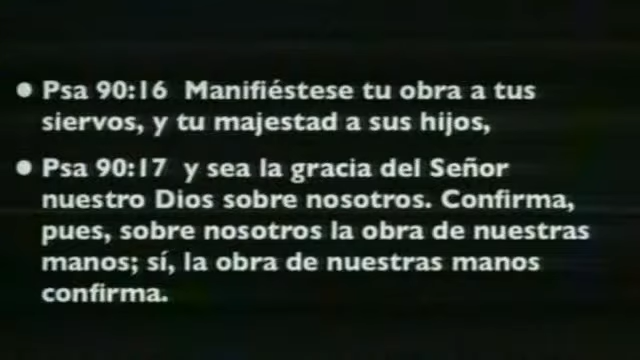 • Psa 90:16 Manifiéstese tu obra a tus
siervos, y tu majestad a sus hijos,
• Psa 90:17 y sea la gracia del Señor
nuestro Dios sobre nosotros. Confirma,
pues, sobre nosotros la obra de nuestras
manos; sí, la obra de nuestras manos
confirma.